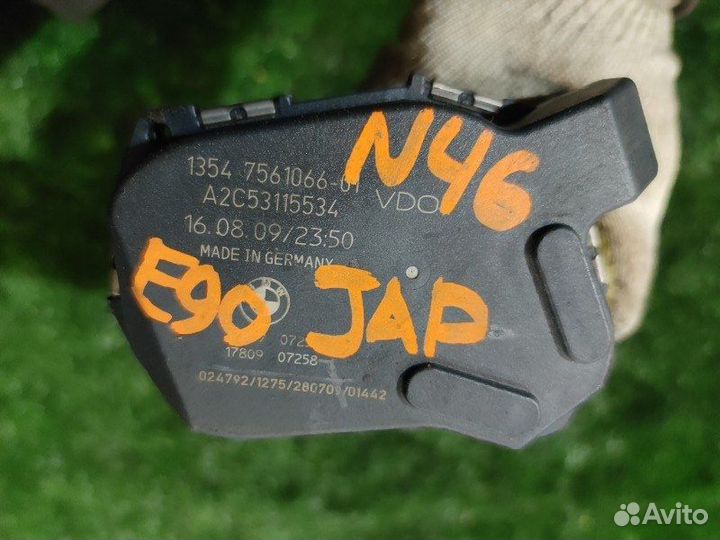 N46
1354 7561066-01
A2C53115534
VDO
16.08.09/23:50
MADE IN GERMANY
BMW
E90 JAP
17809 07258
024792/1275/280709/01442
Avito